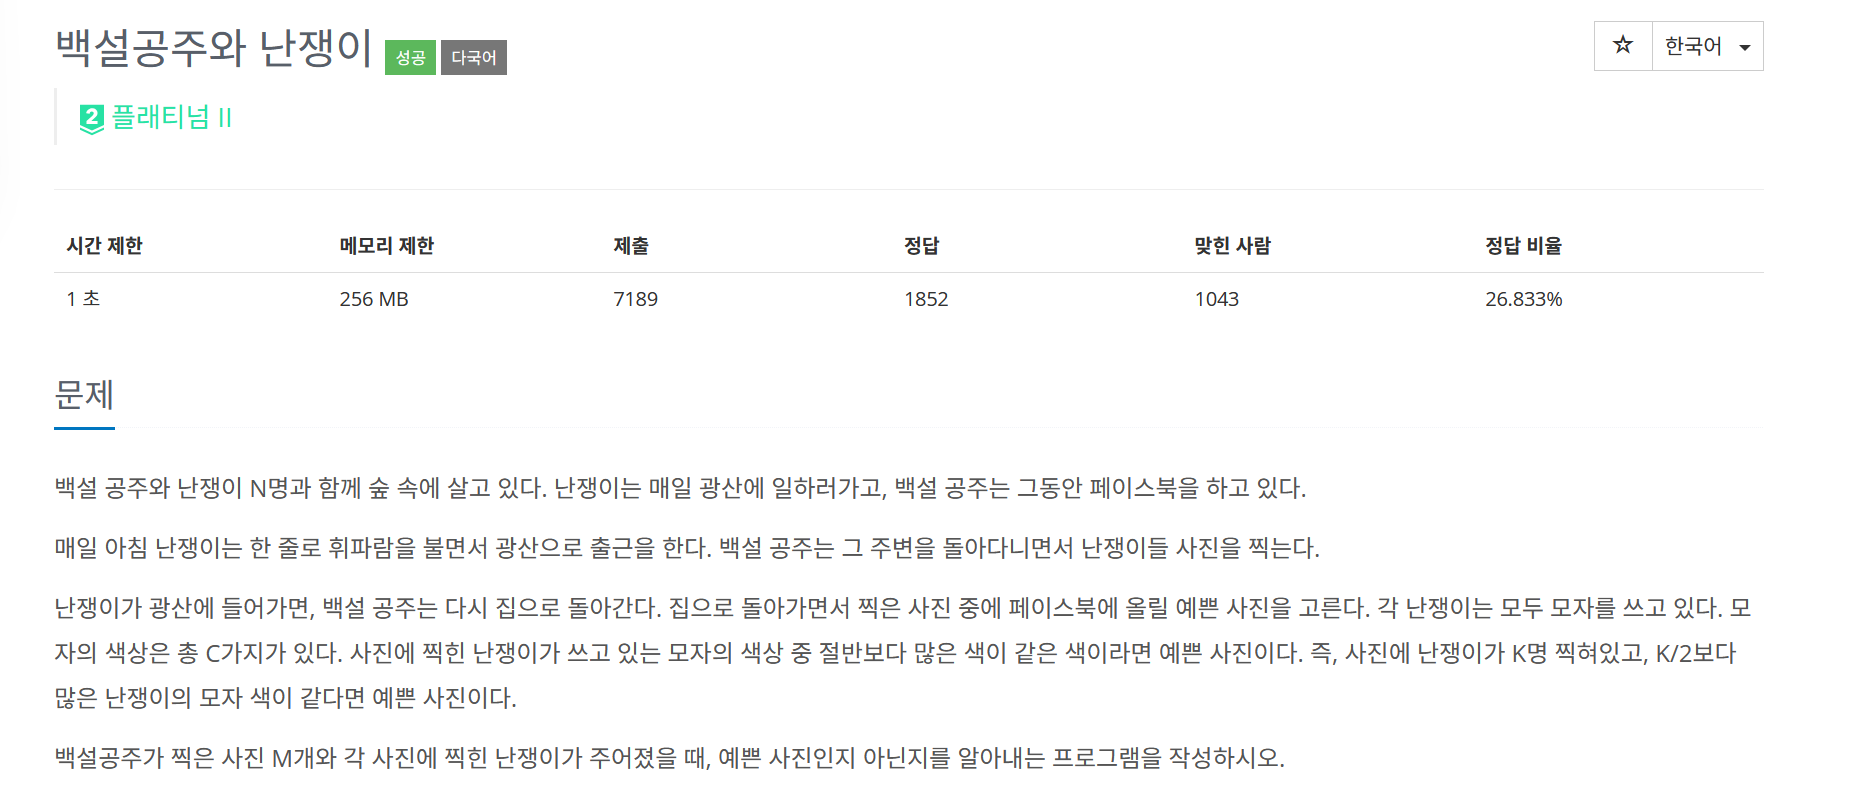 백설공주와 난쟁이 성공 다국어
☆ 한국어
2 플래티넘 II
시간 제한 메모리 제한 제출 정답 맞힌 사람 정답 비율
1 초 256 MB 7189 1852 1043 26.833%
문제
백설 공주와 난쟁이 N명과 함께 숲 속에 살고 있다. 난쟁이는 매일 광산에 일하러가고, 백설 공주는 그동안 페이스북을 하고 있다.
매일 아침 난쟁이는 한 줄로 휘파람을 불면서 광산으로 출근을 한다. 백설 공주는 그 주변을 돌아다니면서 난쟁이들 사진을 찍는다.
난쟁이가 광산에 들어가면, 백설 공주는 다시 집으로 돌아간다. 집으로 돌아가면서 찍은 사진 중에 페이스북에 올릴 예쁜 사진을 고른다. 각 난쟁이는 모두 모자를 쓰고 있다. 모
자의 색상은 총 C가지가 있다. 사진에 찍힌 난쟁이가 쓰고 있는 모자의 색상 중 절반보다 많은 색이 같은 색이라면 예쁜 사진이다. 즉, 사진에 난쟁이가 K명 찍혀있고, K/2보다
많은 난쟁이의 모자 색이 같다면 예쁜 사진이다.
백설공주가 찍은 사진 M개와 각 사진에 찍힌 난쟁이가 주어졌을 때, 예쁜 사진인지 아닌지를 알아내는 프로그램을 작성하시오.